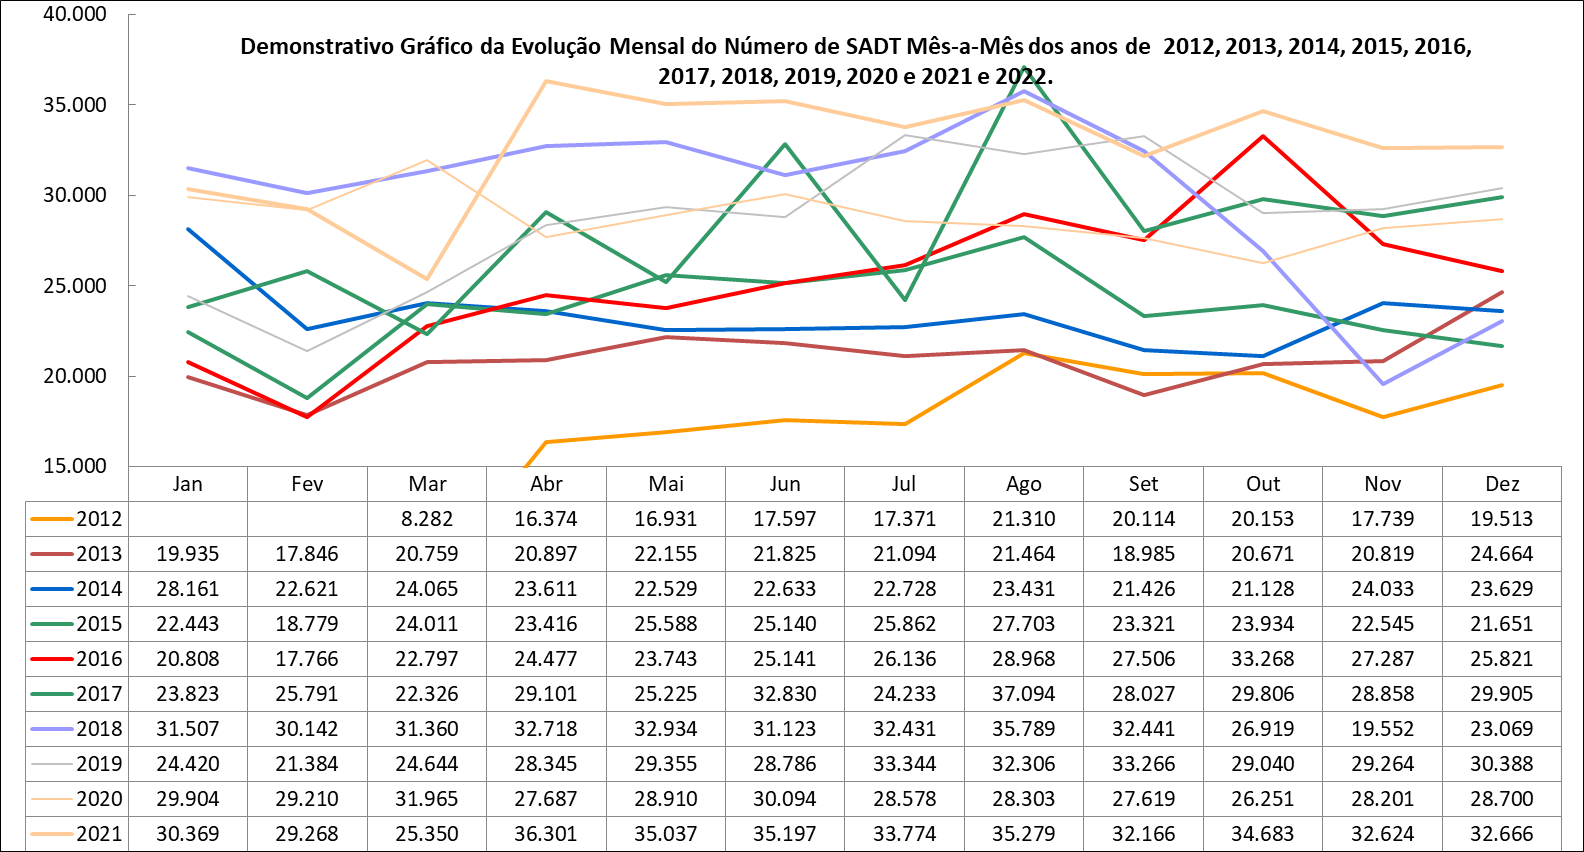 40.000
Demonstrativo Gráfico da Evolução Mensal do Número de SADT Mês-a-Mês dos anos de 2012, 2013, 2014, 2015, 2016,
2017, 2018, 2019, 2020 e 2021 e 2022.
35.000
30.000
25.000
20.000
15.000
Jan Fev Mar Abr Mai Jun Jul Ago Set Out Nov Dez
2012 8.282 16.374 16.931 17.597 17.371 21.310 20.114 20.153 17.739 19.513
2013 19.935 17.846 20.759 20.897 22.155 21.825 21.094 21.464 18.985 20.671 20.819 24.664
2014 28.161 22.621 24.065 23.611 22.529 22.633 22.728 23.431 21.426 21.128 24.033 23.629
2015 22.443 18.779 24.011 23.416 25.588 25.140 25.862 27.703 23.321 23.934 22.545 21.651
2016 20.808 17.766 22.797 24.477 23.743 25.141 26.136 28.968 27.506 33.268 27.287 25.821
2017 23.823 25.791 22.326 29.101 25.225 32.830 24.233 37.094 28.027 29.806 28.858 29.905
2018 31.507 30.142 31.360 32.718 32.934 31.123 32.431 35.789 32.441 26.919 19.552 23.069
2019 24.420 21.384 24.644 28.345 29.355 28.786 33.344 32.306 33.266 29.040 29.264 30.388
2020 29.904 29.210 31.965 27.687 28.910 30.094 28.578 28.303 27.619 26.251 28.201 28.700
2021 30.369 29.268 25.350 36.301 35.037 35.197 33.774 35.279 32.166 34.683 32.624 32.666